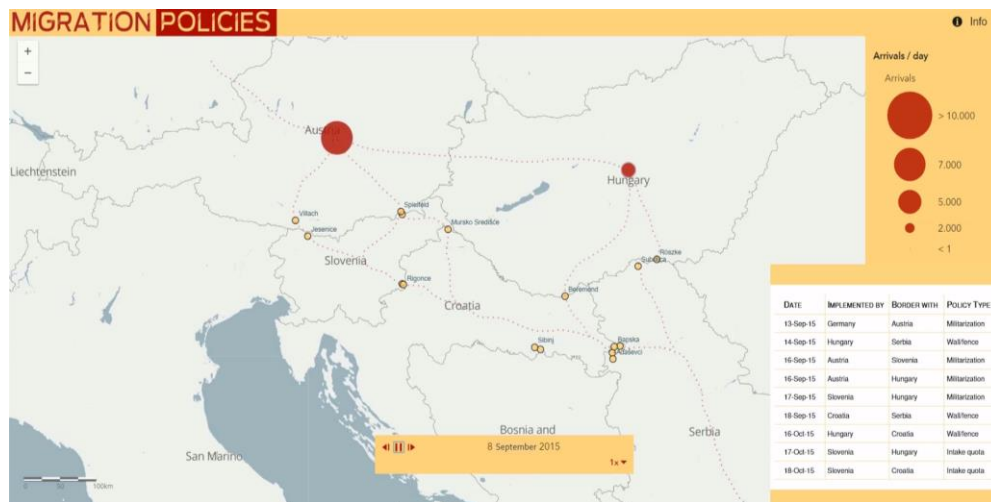 MIGRATION POLICIES
Info
+
−
Arrivals / day
Arrivals
> 10.000
7.000
5.000
2.000
< 1
Austria
Liechtenstein
Hungary
Villach
Spielfeld
Jesenice
Mursko Središće
Slovenia
Röszke
Subotica
Rigonce
Croatia
Beremend
Sibinj
Bapska
Adaševci
Bosnia and
Serbia
San Marino
8 September 2015
1x
0 50 100km
DATE IMPLEMENTED BY BORDER WITH POLICY TYPE
13-Sep-15 Germany Austria Militarization
14-Sep-15 Hungary Serbia Wall/fence
16-Sep-15 Austria Slovenia Militarization
16-Sep-15 Austria Hungary Militarization
17-Sep-15 Slovenia Hungary Militarization
18-Sep-15 Croatia Serbia Wall/fence
16-Oct-15 Hungary Croatia Wall/fence
17-Oct-15 Slovenia Hungary Intake quota
18-Oct-15 Slovenia Croatia Intake quota